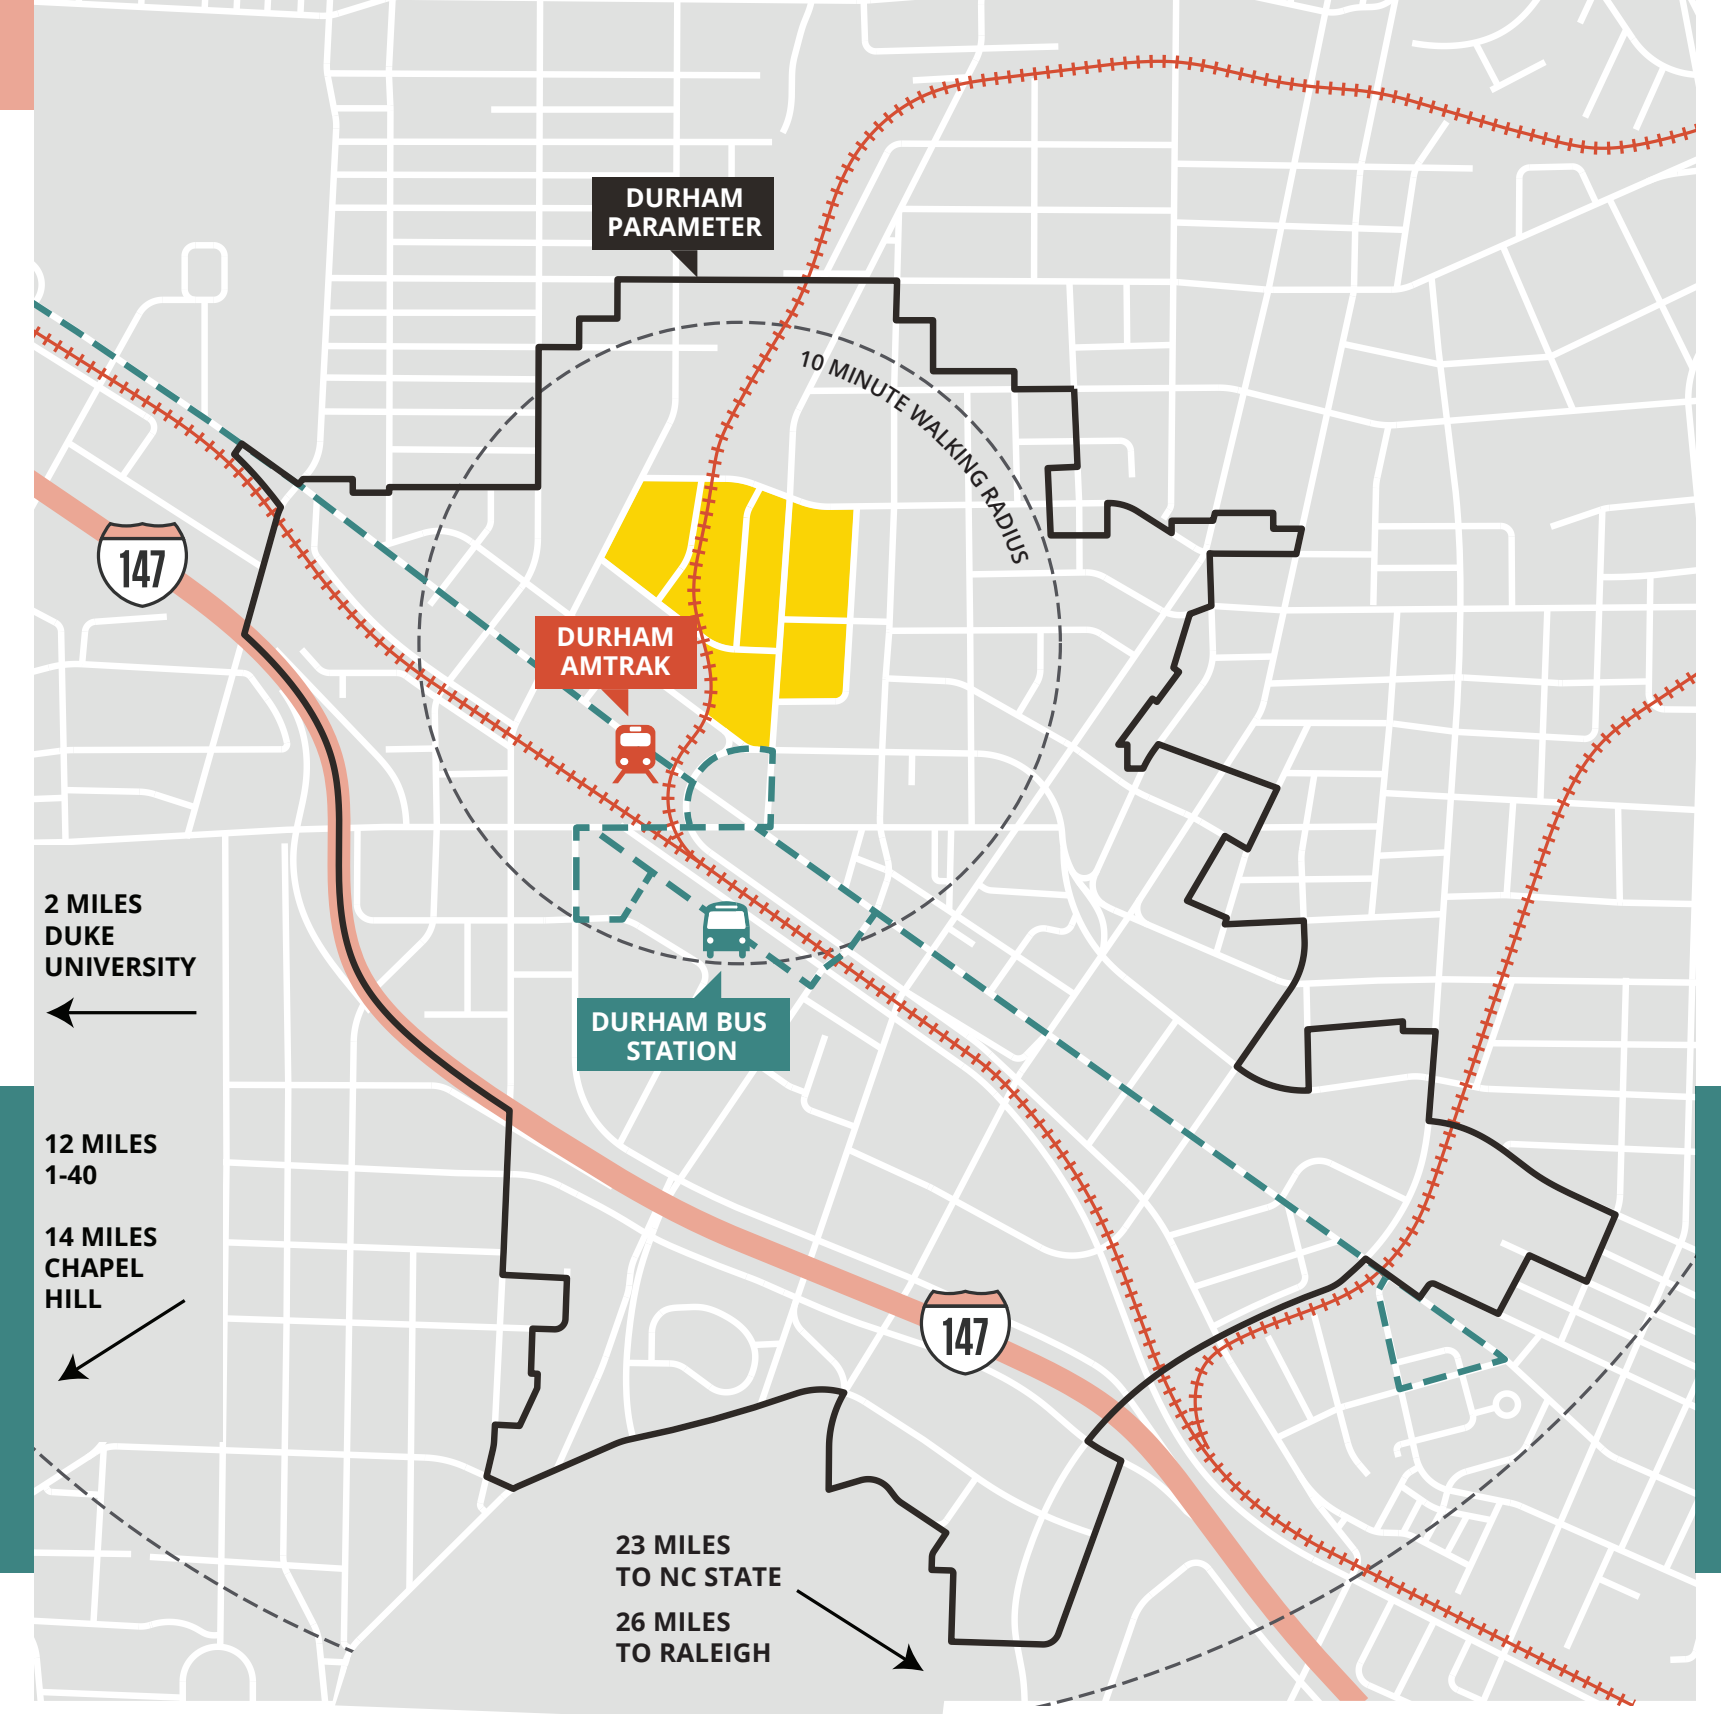 DURHAM
PARAMETER
10 MINUTE WALKING RADIUS
147
DURHAM
AMTRAK
2 MILES
DUKE
UNIVERSITY
DURHAM BUS
STATION
12 MILES
1-40
14 MILES
CHAPEL
HILL
147
23 MILES
TO NC STATE
26 MILES
TO RALEIGH